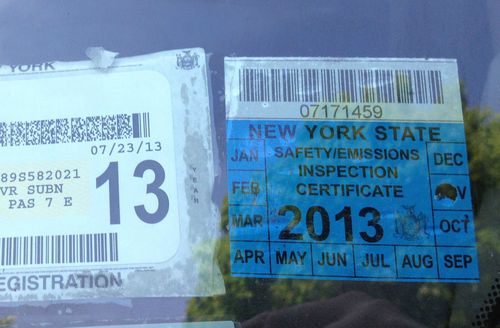 YORK
07/23/13
89S582021
VR SUBN
PAS 7 E
13
YEAR
EGISTRATION
07171459
NEW YORK STATE
SAFETY/EMISSIONS
INSPECTION
CERTIFICATE
2013
JAN
FEB
MAR
APR MAY JUN JUL AUG SEP
OCT
V
DEC